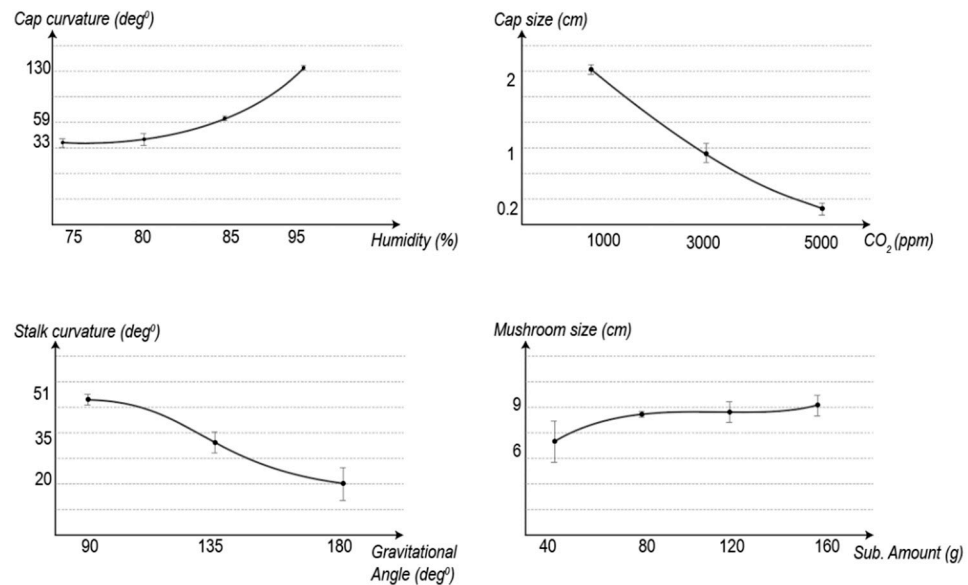 Cap curvature (deg⁰)
130
59
33
75 80 85 95
Humidity (%)
Cap size (cm)
2
1
0.2
1000 3000 5000
CO₂ (ppm)
Stalk curvature (deg⁰)
51
35
20
90 135 180
Gravitational
Angle (deg⁰)
Mushroom size (cm)
9
6
40 80 120 160
Sub. Amount (g)